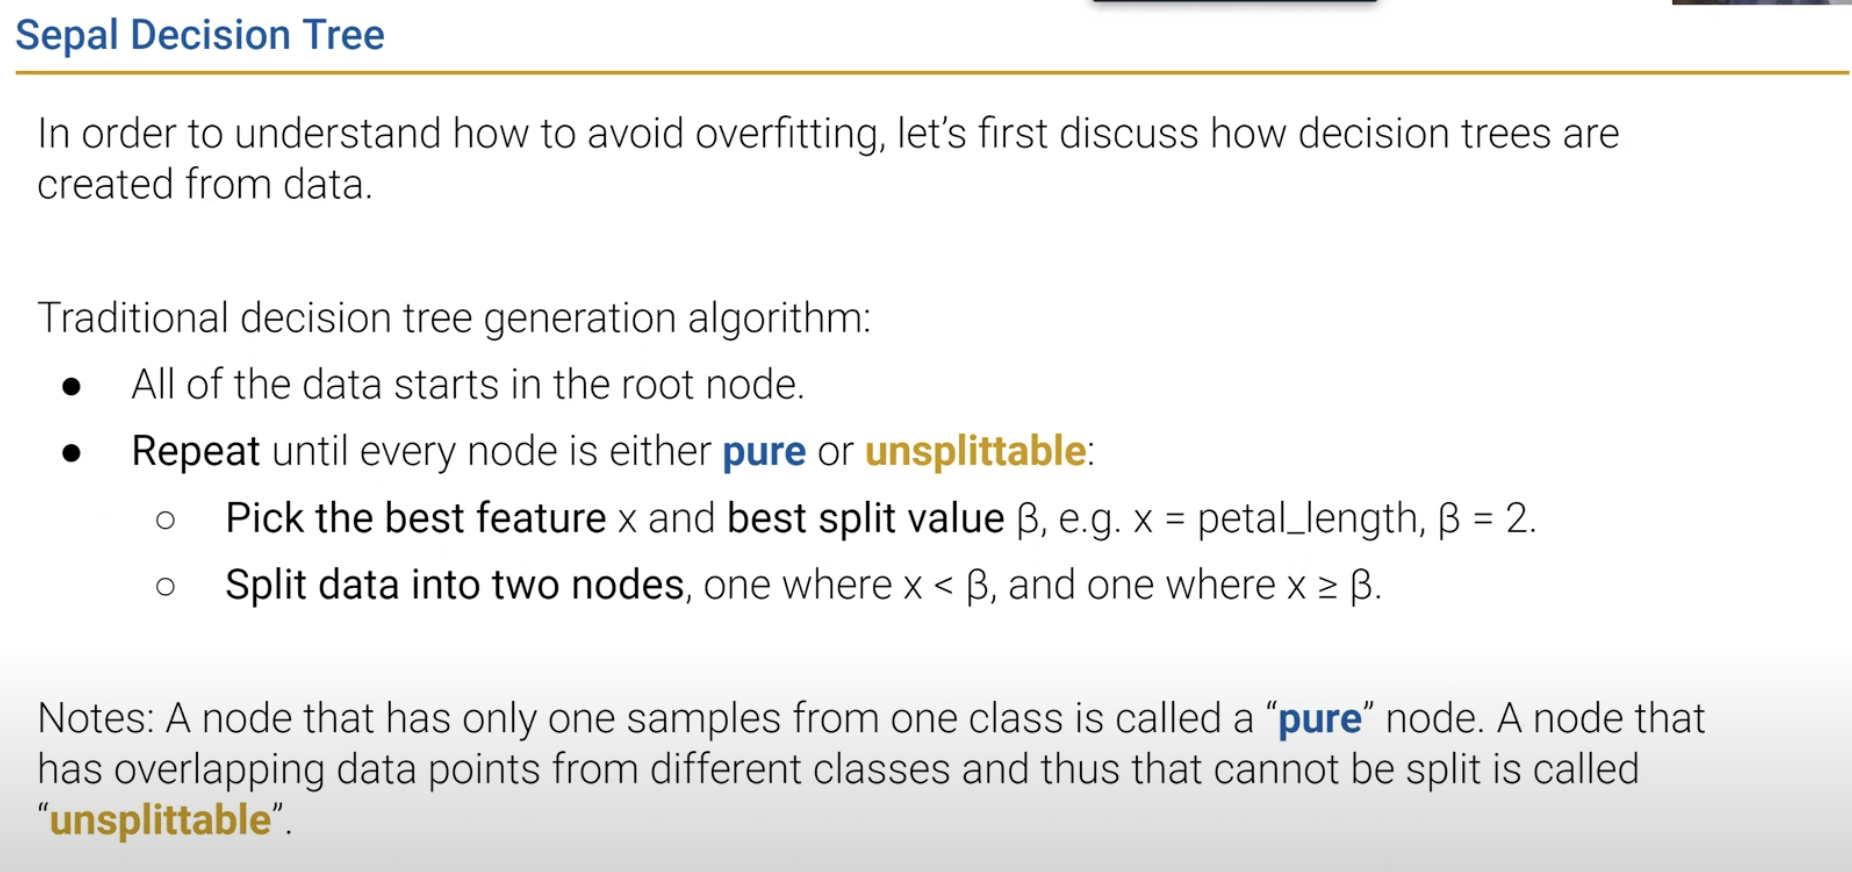 Sepal Decision Tree
In order to understand how to avoid overfitting, let's first discuss how decision trees are
created from data.
Traditional decision tree generation algorithm:
● All of the data starts in the root node.
● Repeat until every node is either pure or unsplittable:
○ Pick the best feature x and best split value β, e.g. x = petal_length, β = 2.
○ Split data into two nodes, one where x < β, and one where x ≥ β.
Notes: A node that has only one samples from one class is called a “pure” node. A node that
has overlapping data points from different classes and thus that cannot be split is called
“unsplittable”.